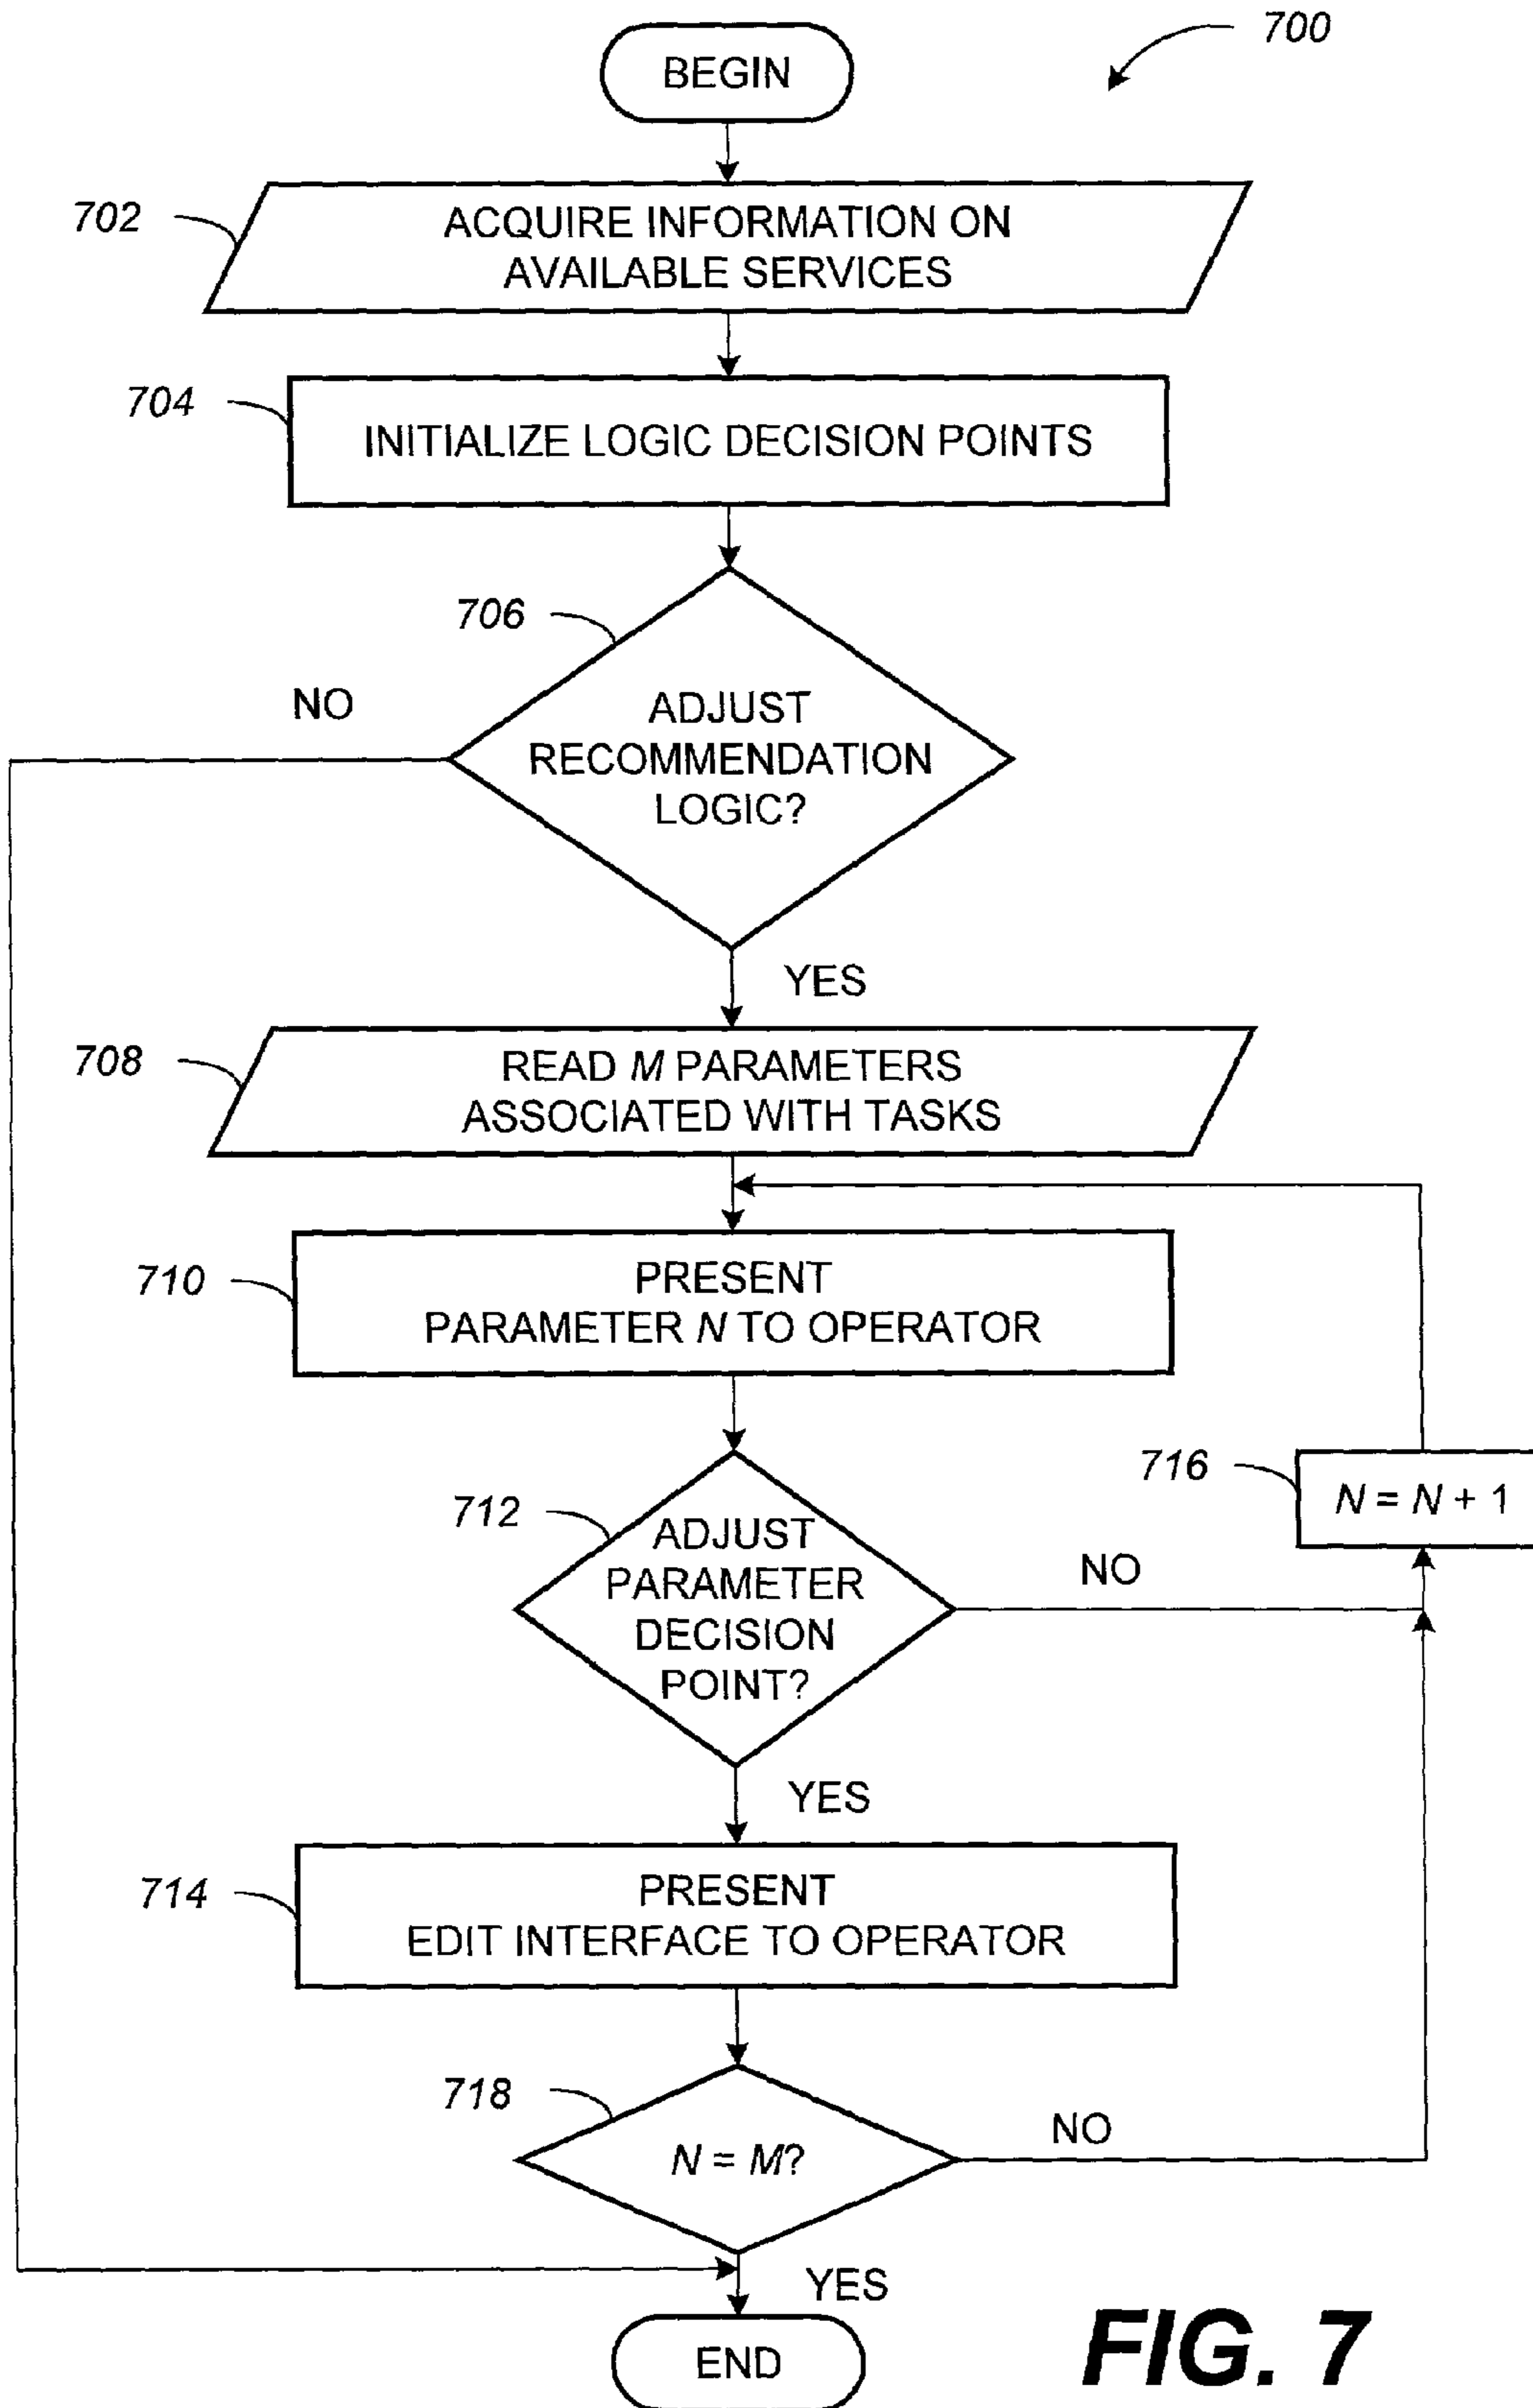 700
BEGIN
702
ACQUIRE INFORMATION ON
AVAILABLE SERVICES
704
INITIALIZE LOGIC DECISION POINTS
706
NO
ADJUST
RECOMMENDATION
LOGIC?
YES
708
READ M PARAMETERS
ASSOCIATED WITH TASKS
710
PRESENT
PARAMETER N TO OPERATOR
716
N = N + 1
712
ADJUST
PARAMETER
DECISION
POINT?
NO
YES
714
PRESENT
EDIT INTERFACE TO OPERATOR
718
N = M?
NO
YES
END
FIG. 7